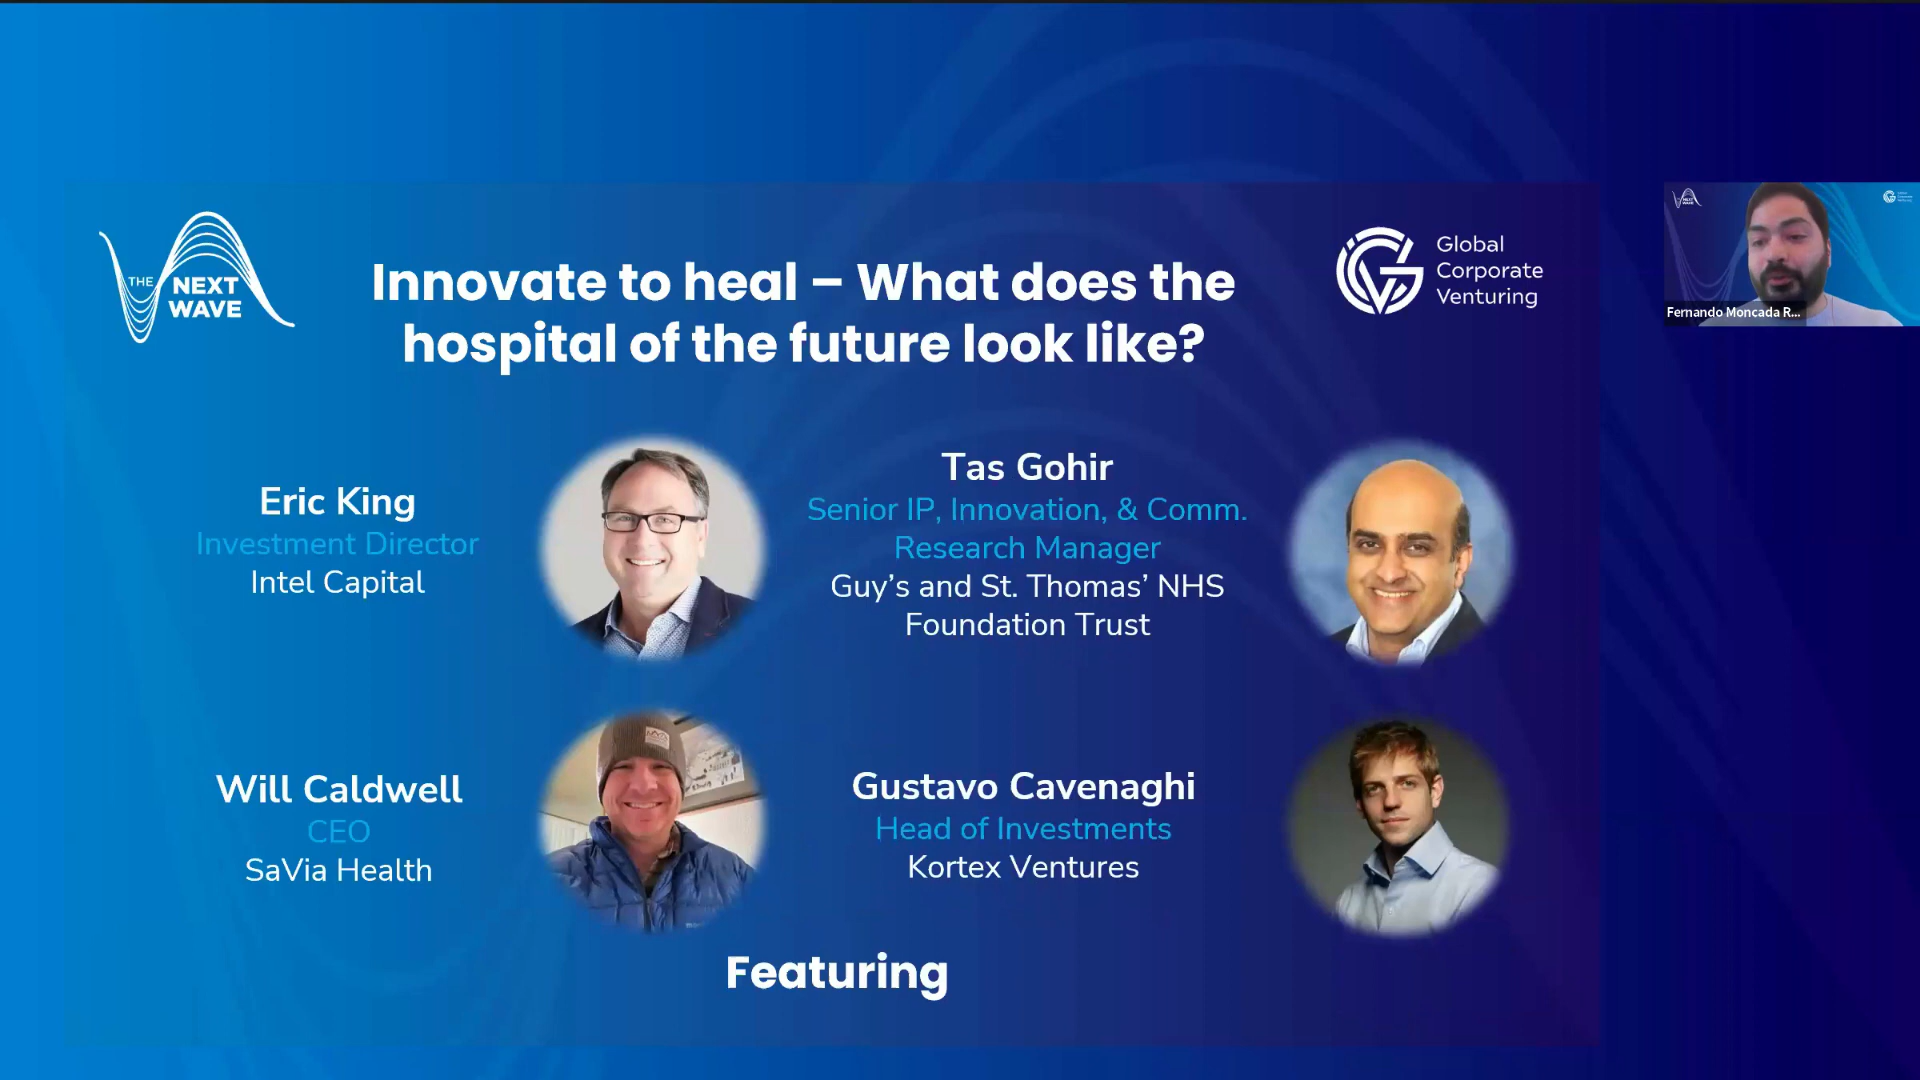 THE
NEXT
WAVE
Innovate to heal – What does the
hospital of the future look like?
Global
Corporate
Venturing
Fernando Moncada R...
Eric King
Investment Director
Intel Capital
Tas Gohir
Senior IP, Innovation, & Comm.
Research Manager
Guy's and St. Thomas' NHS
Foundation Trust
Will Caldwell
CEO
SaVia Health
Gustavo Cavenaghi
Head of Investments
Kortex Ventures
Featuring